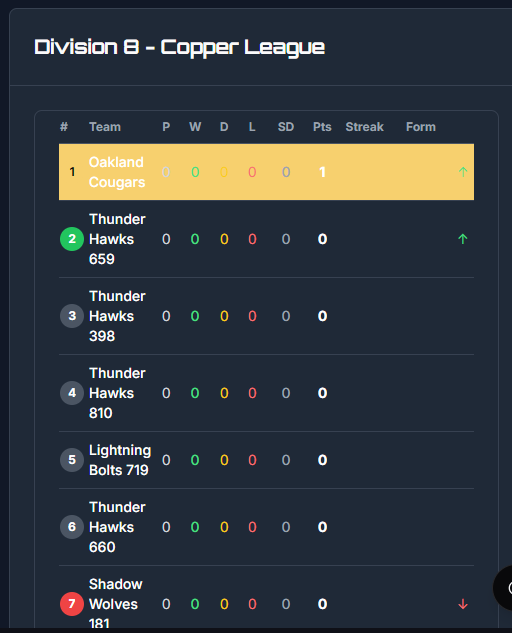 Division 8 - Copper League
# Team P W D L SD Pts Streak Form
1 Oakland Cougars 0 0 0 0 0 1 ↑
2 Thunder Hawks 659 0 0 0 0 0 0 ↑
3 Thunder Hawks 398 0 0 0 0 0 0
4 Thunder Hawks 810 0 0 0 0 0 0
5 Lightning Bolts 719 0 0 0 0 0 0
6 Thunder Hawks 660 0 0 0 0 0 0
7 Shadow Wolves 181 0 0 0 0 0 0 ↓